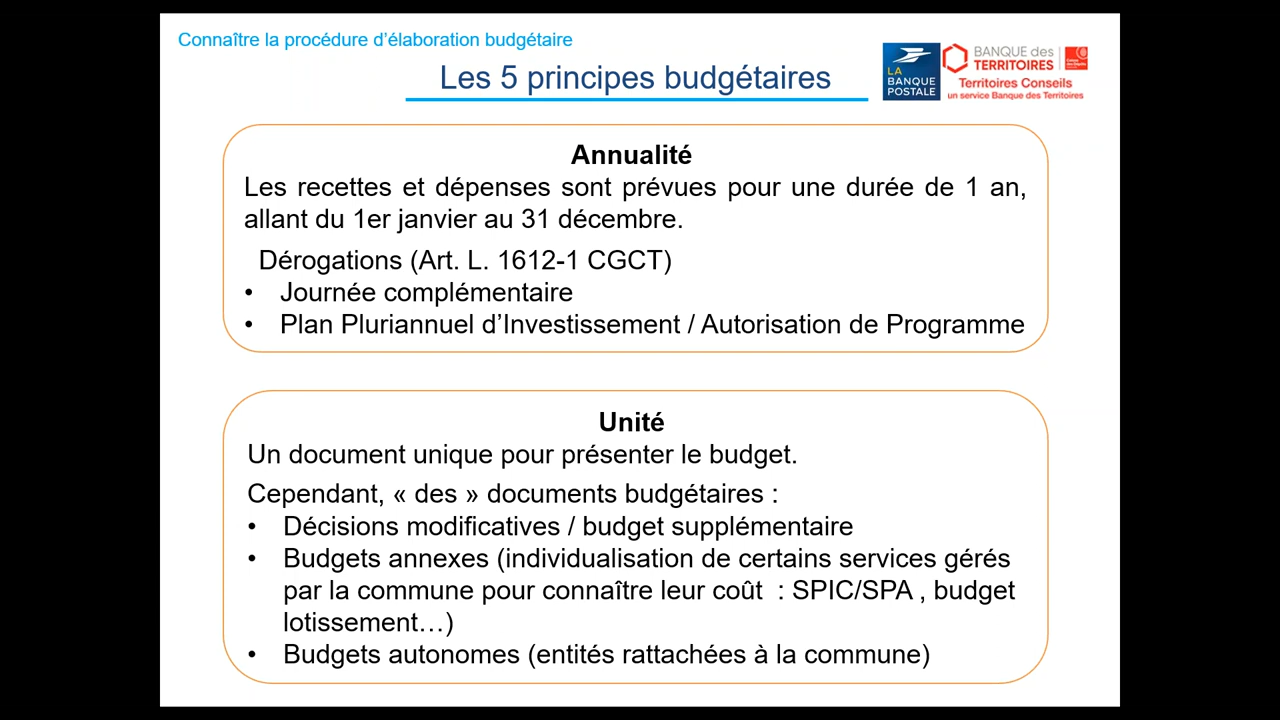 Connaître la procédure d’élaboration budgétaire
Les 5 principes budgétaires
LA
BANQUE
POSTALE
BANQUE des
TERRITOIRES
Territoires Conseils
un service Banque des Territoires
Annualité
Les recettes et dépenses sont prévues pour une durée de 1 an,
allant du 1er janvier au 31 décembre.
Dérogations (Art. L. 1612-1 CGCT)
• Journée complémentaire
• Plan Pluriannuel d’Investissement / Autorisation de Programme
Unité
Un document unique pour présenter le budget.
Cependant, « des » documents budgétaires :
• Décisions modificatives / budget supplémentaire
• Budgets annexes (individualisation de certains services gérés
par la commune pour connaître leur coût : SPIC/SPA , budget
lotissement…)
• Budgets autonomes (entités rattachées à la commune)